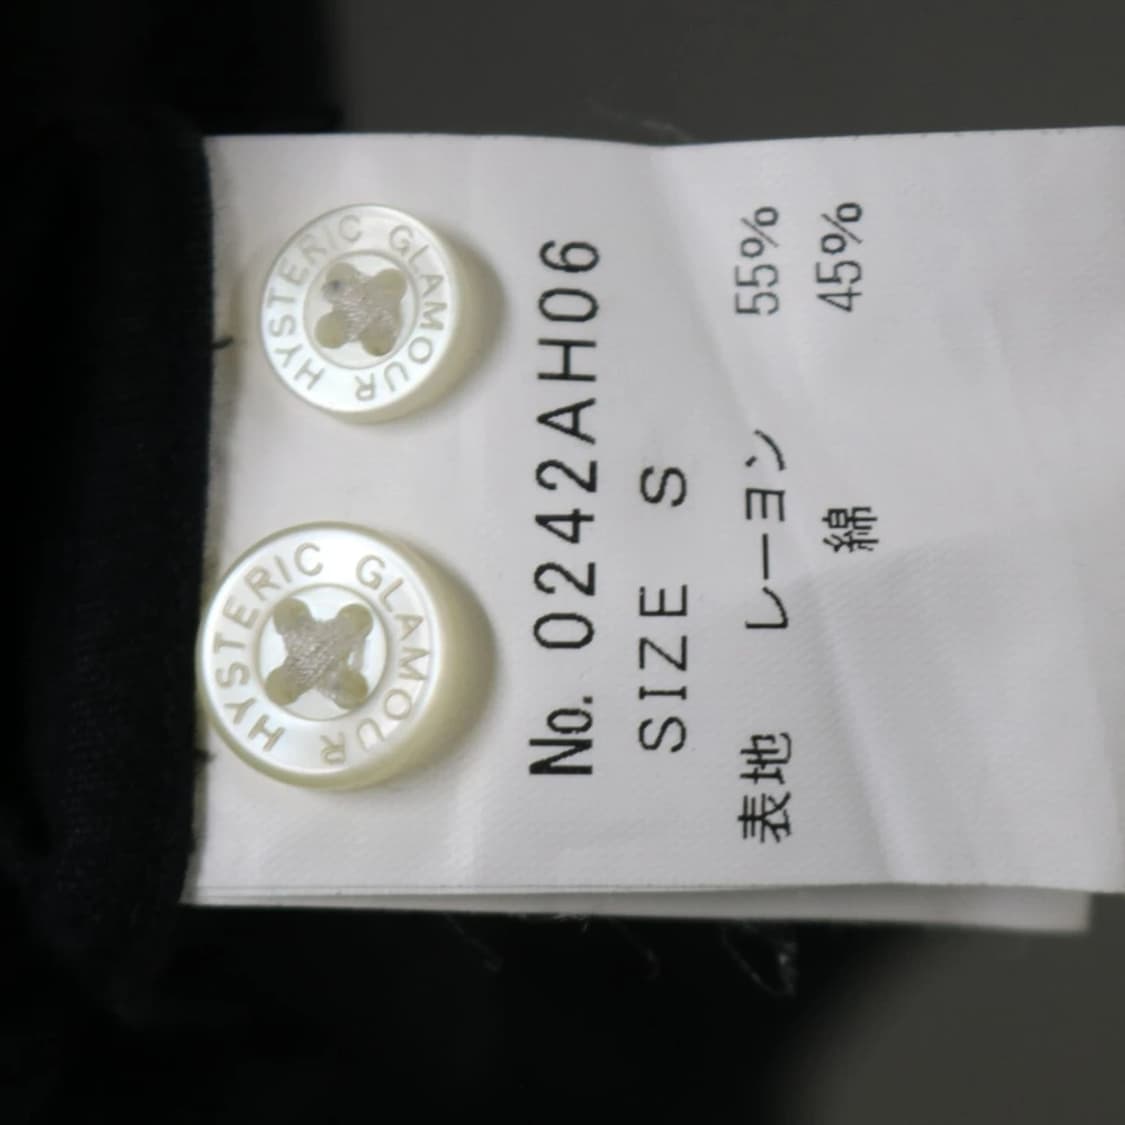 HYSTERIC GLAMOUR
HYSTERIC GLAMOUR
No. 0242AH06
SIZE S
表地 レーヨン 55%
綿 45%